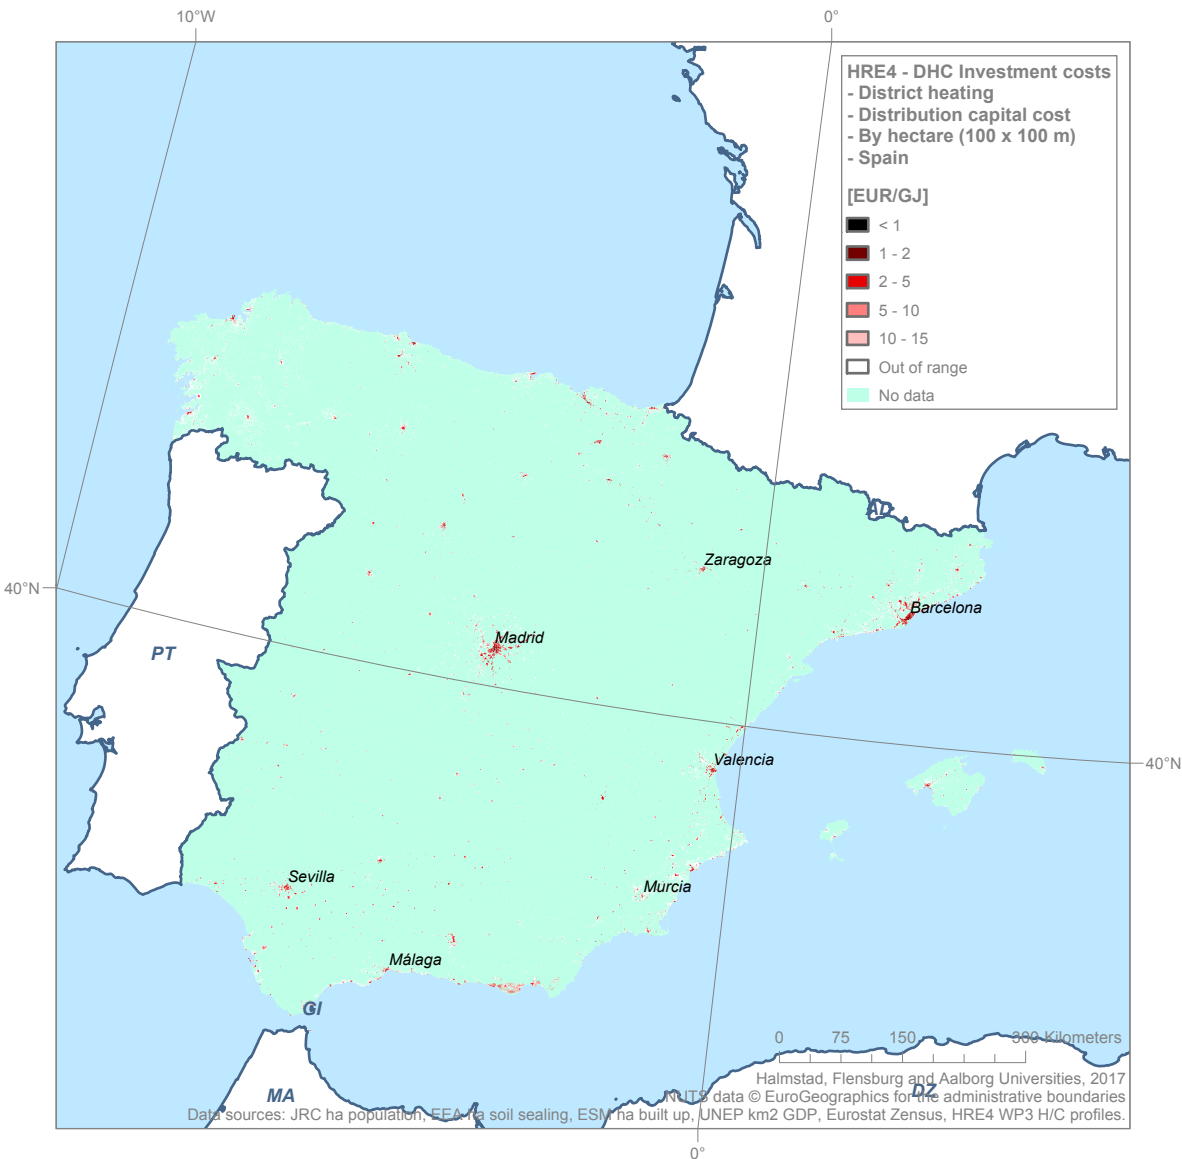 10°W
0°
HRE4 - DHC Investment costs
- District heating
- Distribution capital cost
- By hectare (100 x 100 m)
- Spain
[EUR/GJ]
< 1
1 - 2
2 - 5
5 - 10
10 - 15
Out of range
No data
AD
Zaragoza
40°N
Barcelona
Madrid
PT
Valencia
40°N
Sevilla
Murcia
Málaga
GI
0 75 150 300 Kilometers
Halmstad, Flensburg and Aalborg Universities, 2017
MA
DZ
NUTS data © EuroGeographics for the administrative boundaries
Data sources: JRC ha population, EEA ha soil sealing, ESM ha built up, UNEP km2 GDP, Eurostat Zensus, HRE4 WP3 H/C profiles.
0°